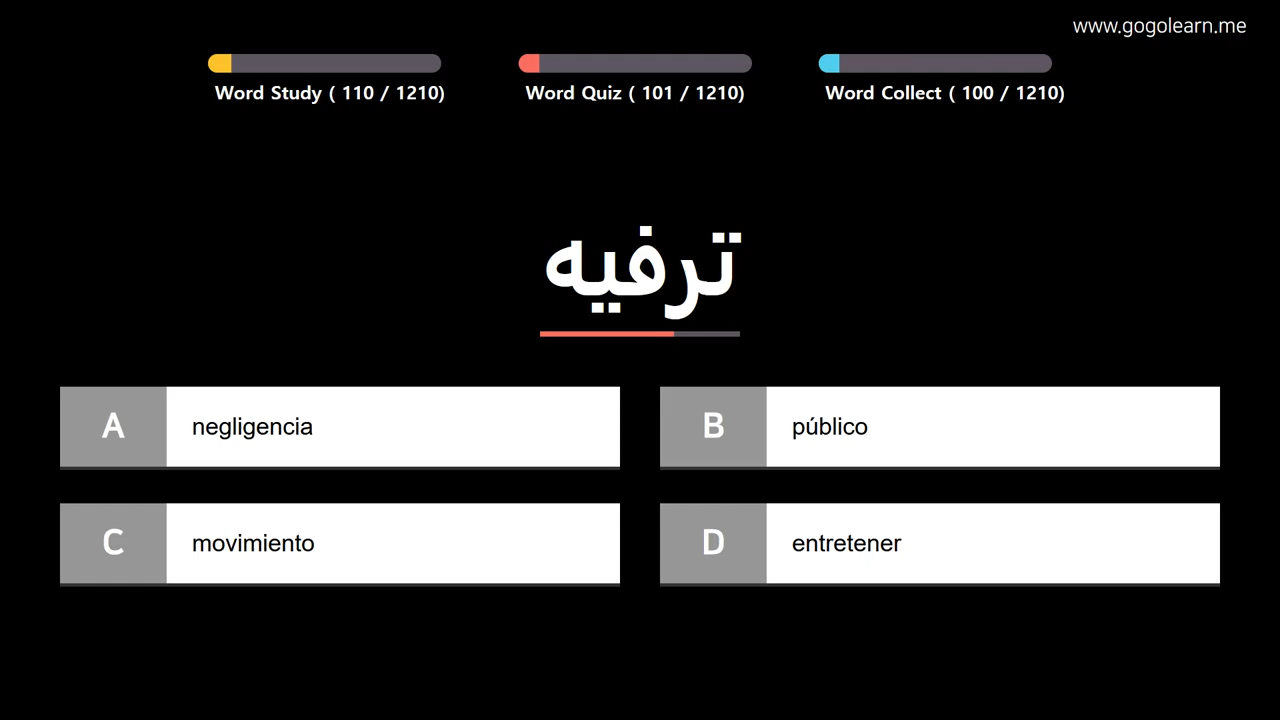 www.gogolearn.me
Word Study ( 110 / 1210)
Word Quiz ( 101 / 1210)
Word Collect ( 100 / 1210)
ترفيه
A negligencia
B público
C movimiento
D entretener